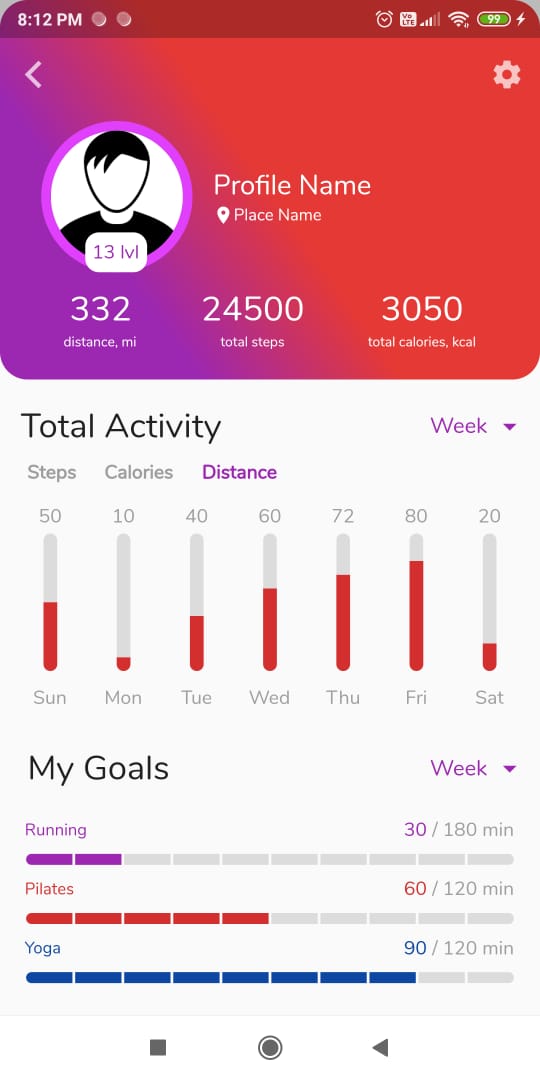 8:12 PM Vo LTE 99
Profile Name
Place Name
13 lvl
332 24500 3050
distance, mi total steps total calories, kcal
Total Activity Week
Steps Calories Distance
50 10 40 60 72 80 20
Sun Mon Tue Wed Thu Fri Sat
My Goals Week
Running 30 / 180 min
Pilates 60 / 120 min
Yoga 90 / 120 min